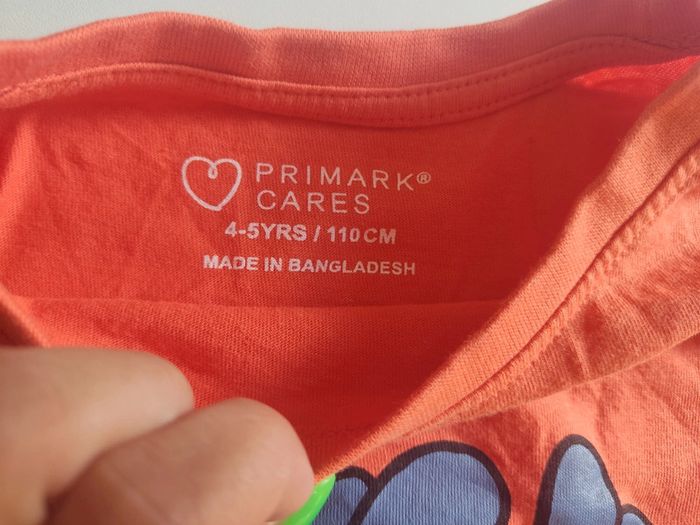 PRIMARK®
CARES
4-5YRS / 110CM
MADE IN BANGLADESH